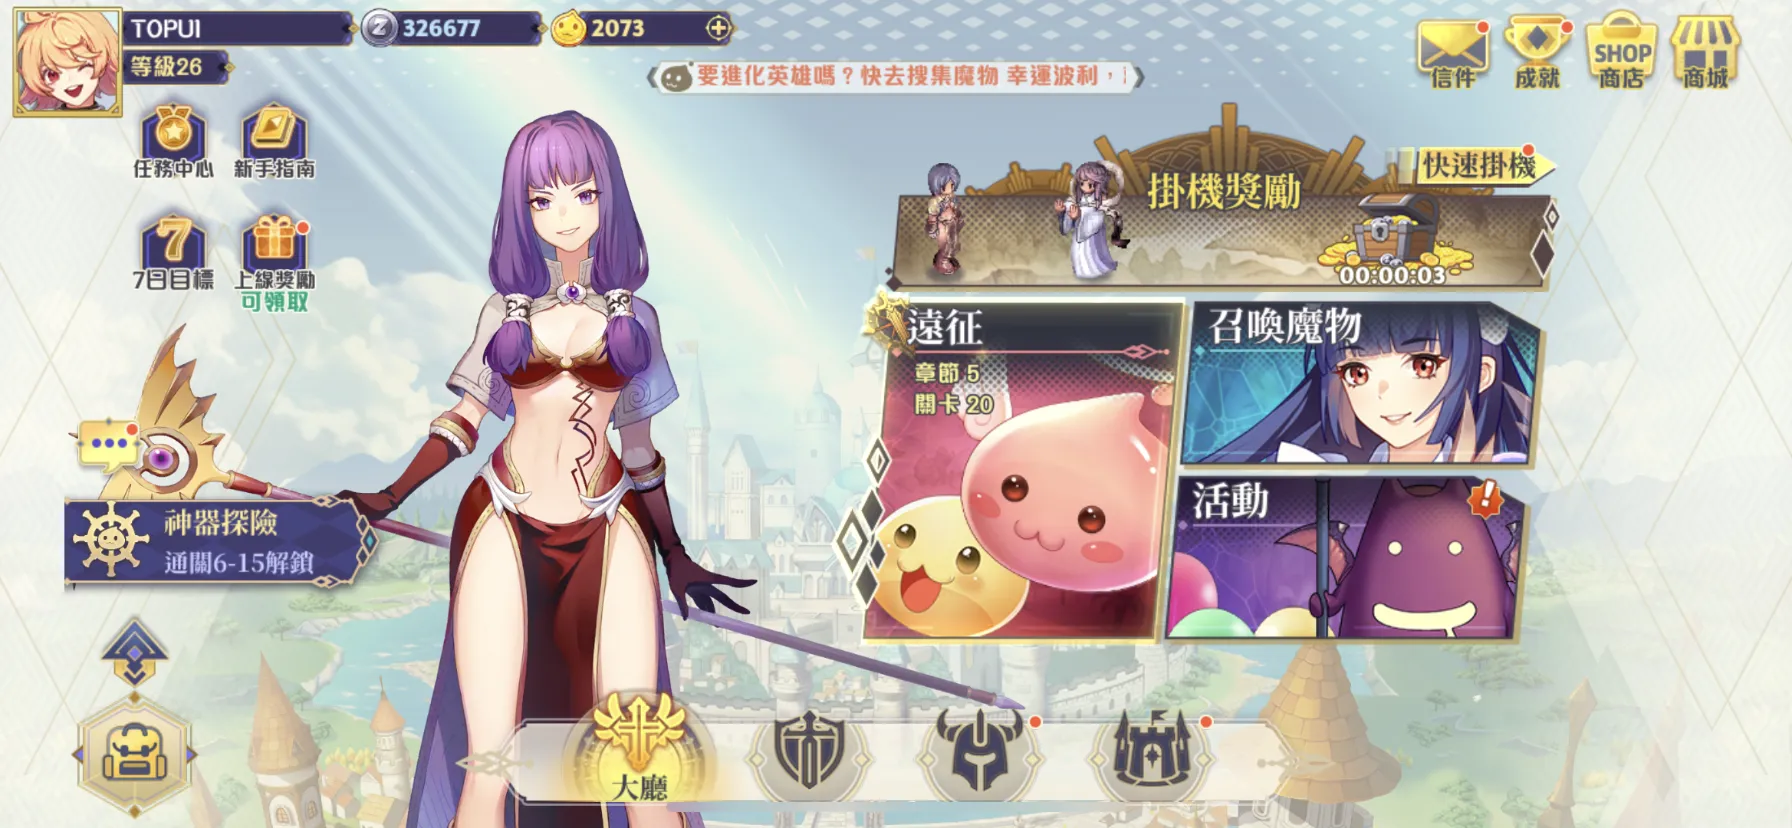 TOPUI
326677
2073
等級26
要進化英雄嗎？快去搜集魔物 幸運波利，
信件
成就
SHOP
商店
商城
任務中心
新手指南
7
7日目標
上線獎勵
可領取
掛機獎勵
快速掛機
00:00:03
遠征
章節 5
關卡 20
召喚魔物
活動
神器探險
通關6-15解鎖
大廳